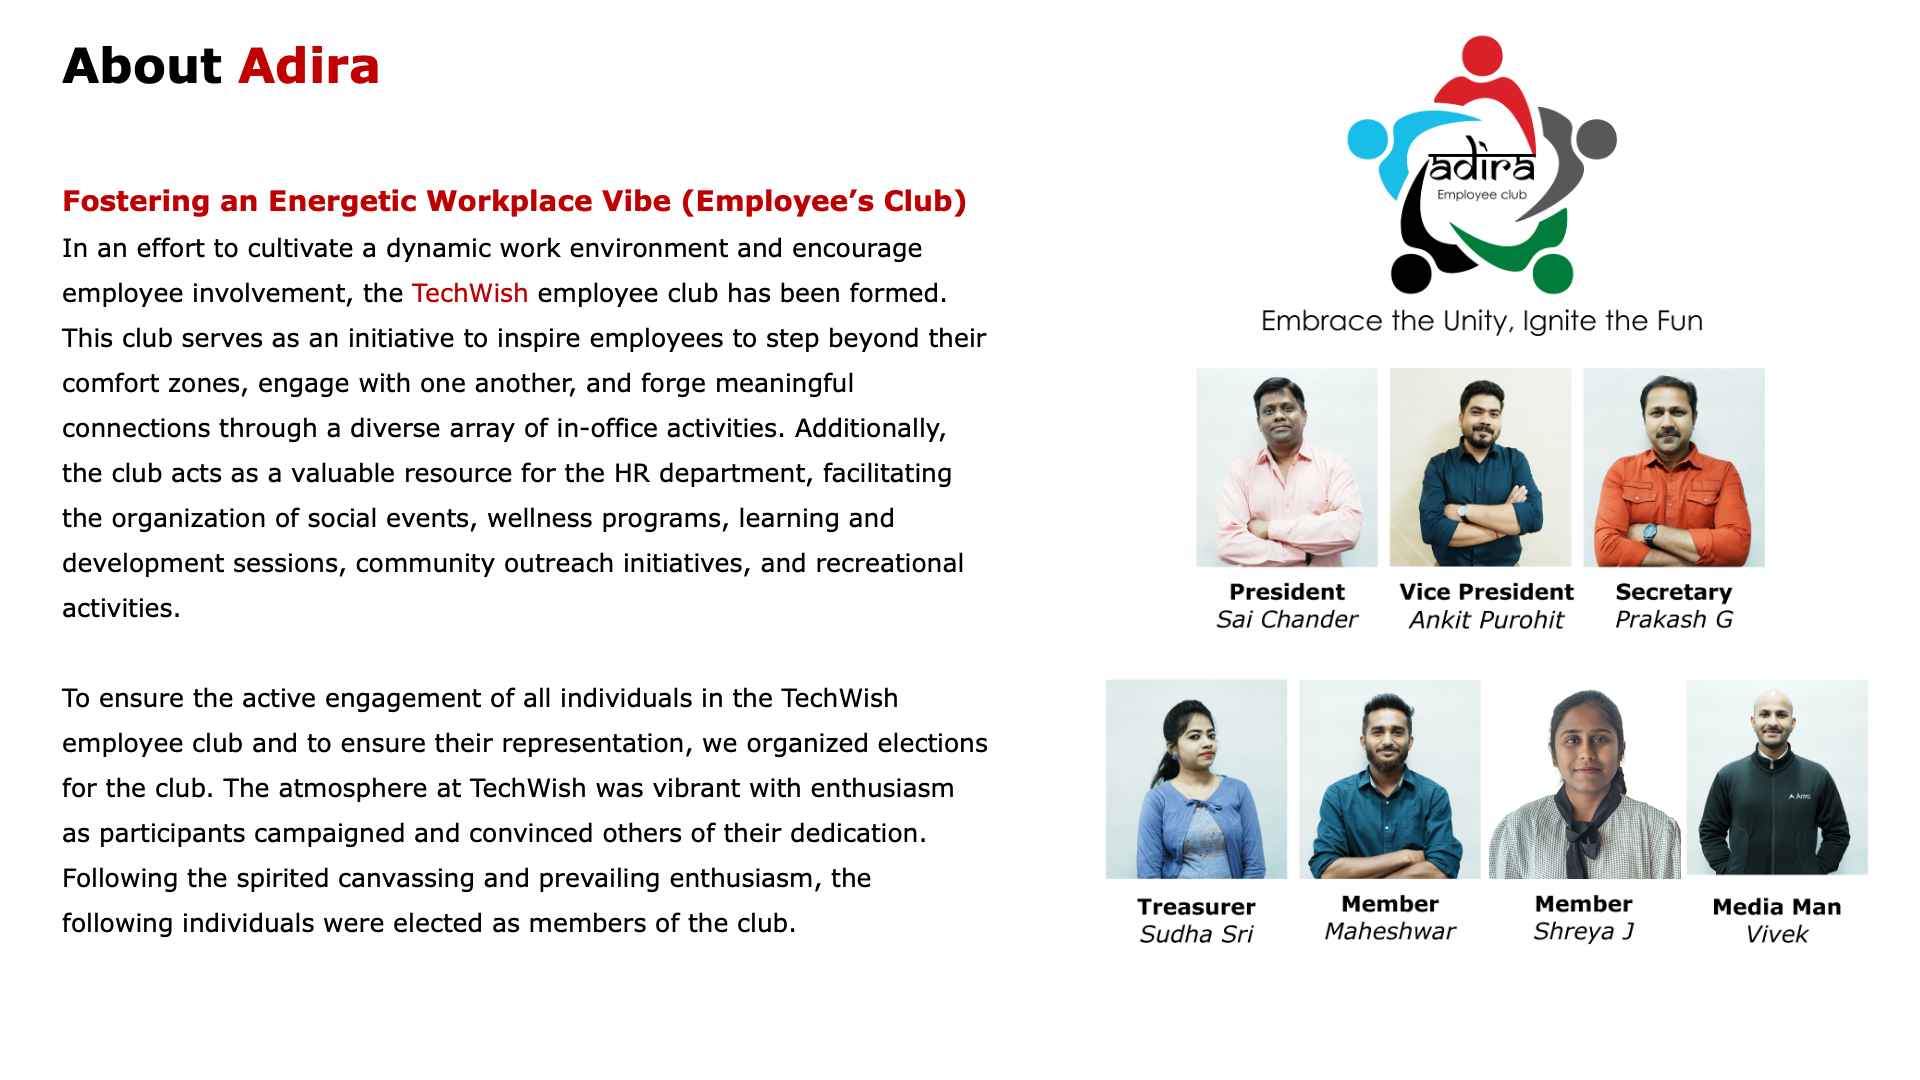 About Adira
Fostering an Energetic Workplace Vibe (Employee’s Club)
In an effort to cultivate a dynamic work environment and encourage
employee involvement, the TechWish employee club has been formed.
This club serves as an initiative to inspire employees to step beyond their
comfort zones, engage with one another, and forge meaningful
connections through a diverse array of in-office activities. Additionally,
the club acts as a valuable resource for the HR department, facilitating
the organization of social events, wellness programs, learning and
development sessions, community outreach initiatives, and recreational
activities.
To ensure the active engagement of all individuals in the TechWish
employee club and to ensure their representation, we organized elections
for the club. The atmosphere at TechWish was vibrant with enthusiasm
as participants campaigned and convinced others of their dedication.
Following the spirited canvassing and prevailing enthusiasm, the
following individuals were elected as members of the club.
adira
Employee club
Embrace the Unity, Ignite the Fun
President
Sai Chander
Vice President
Ankit Purohit
Secretary
Prakash G
Antra
Treasurer
Sudha Sri
Member
Maheshwar
Member
Shreya J
Media Man
Vivek